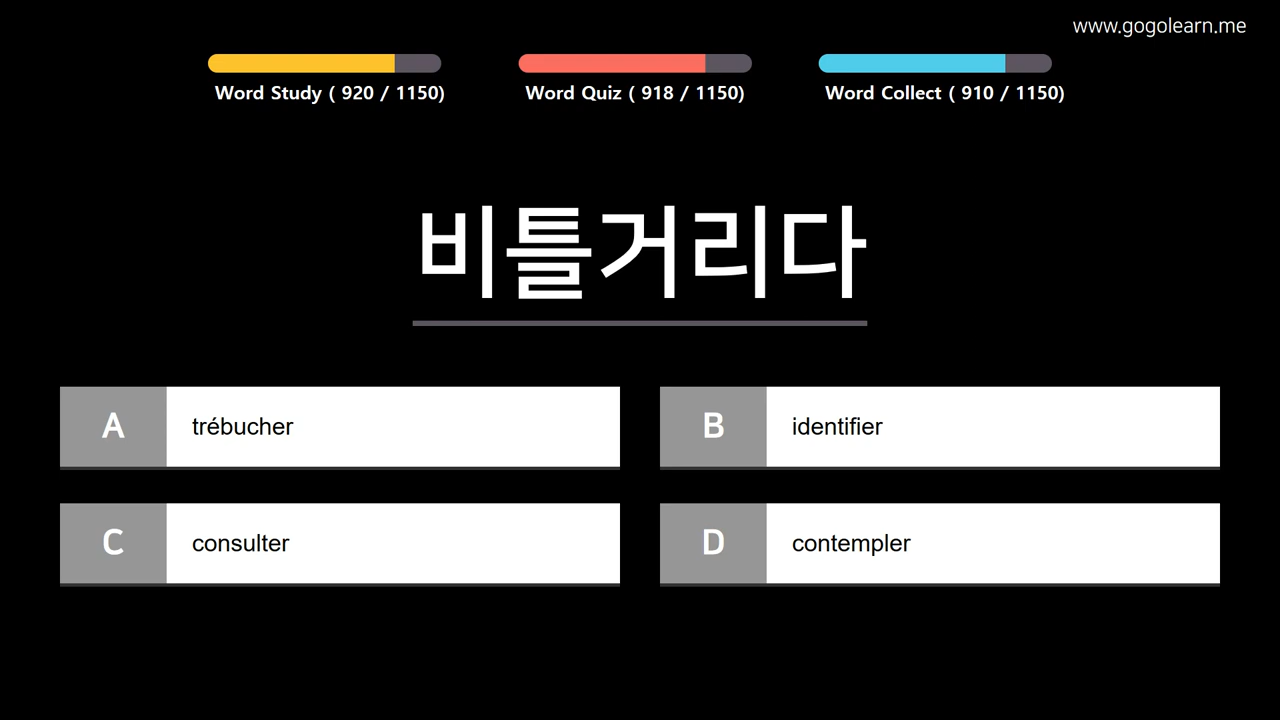 www.gogolearn.me
Word Study ( 920 / 1150)
Word Quiz ( 918 / 1150)
Word Collect ( 910 / 1150)
비틀거리다
A trébucher
B identifier
C consulter
D contempler